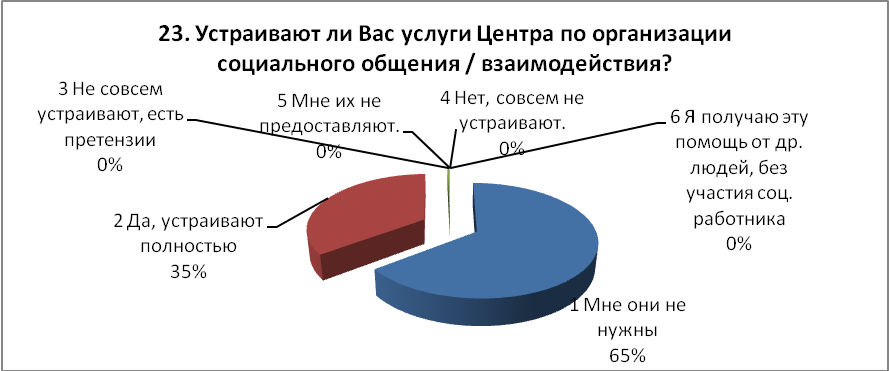 23. Устраивают ли Вас услуги Центра по организации
социального общения / взаимодействия?
3 Не совсем
устраивают, есть
претензии
0%
5 Мне их не
предоставляют.
0%
4 Нет, совсем не
устраивают.
0%
6 Я получаю эту
помощь от др.
людей, без
участия соц.
работника
0%
2 Да, устраивают
полностью
35%
1 Мне они не
нужны
65%